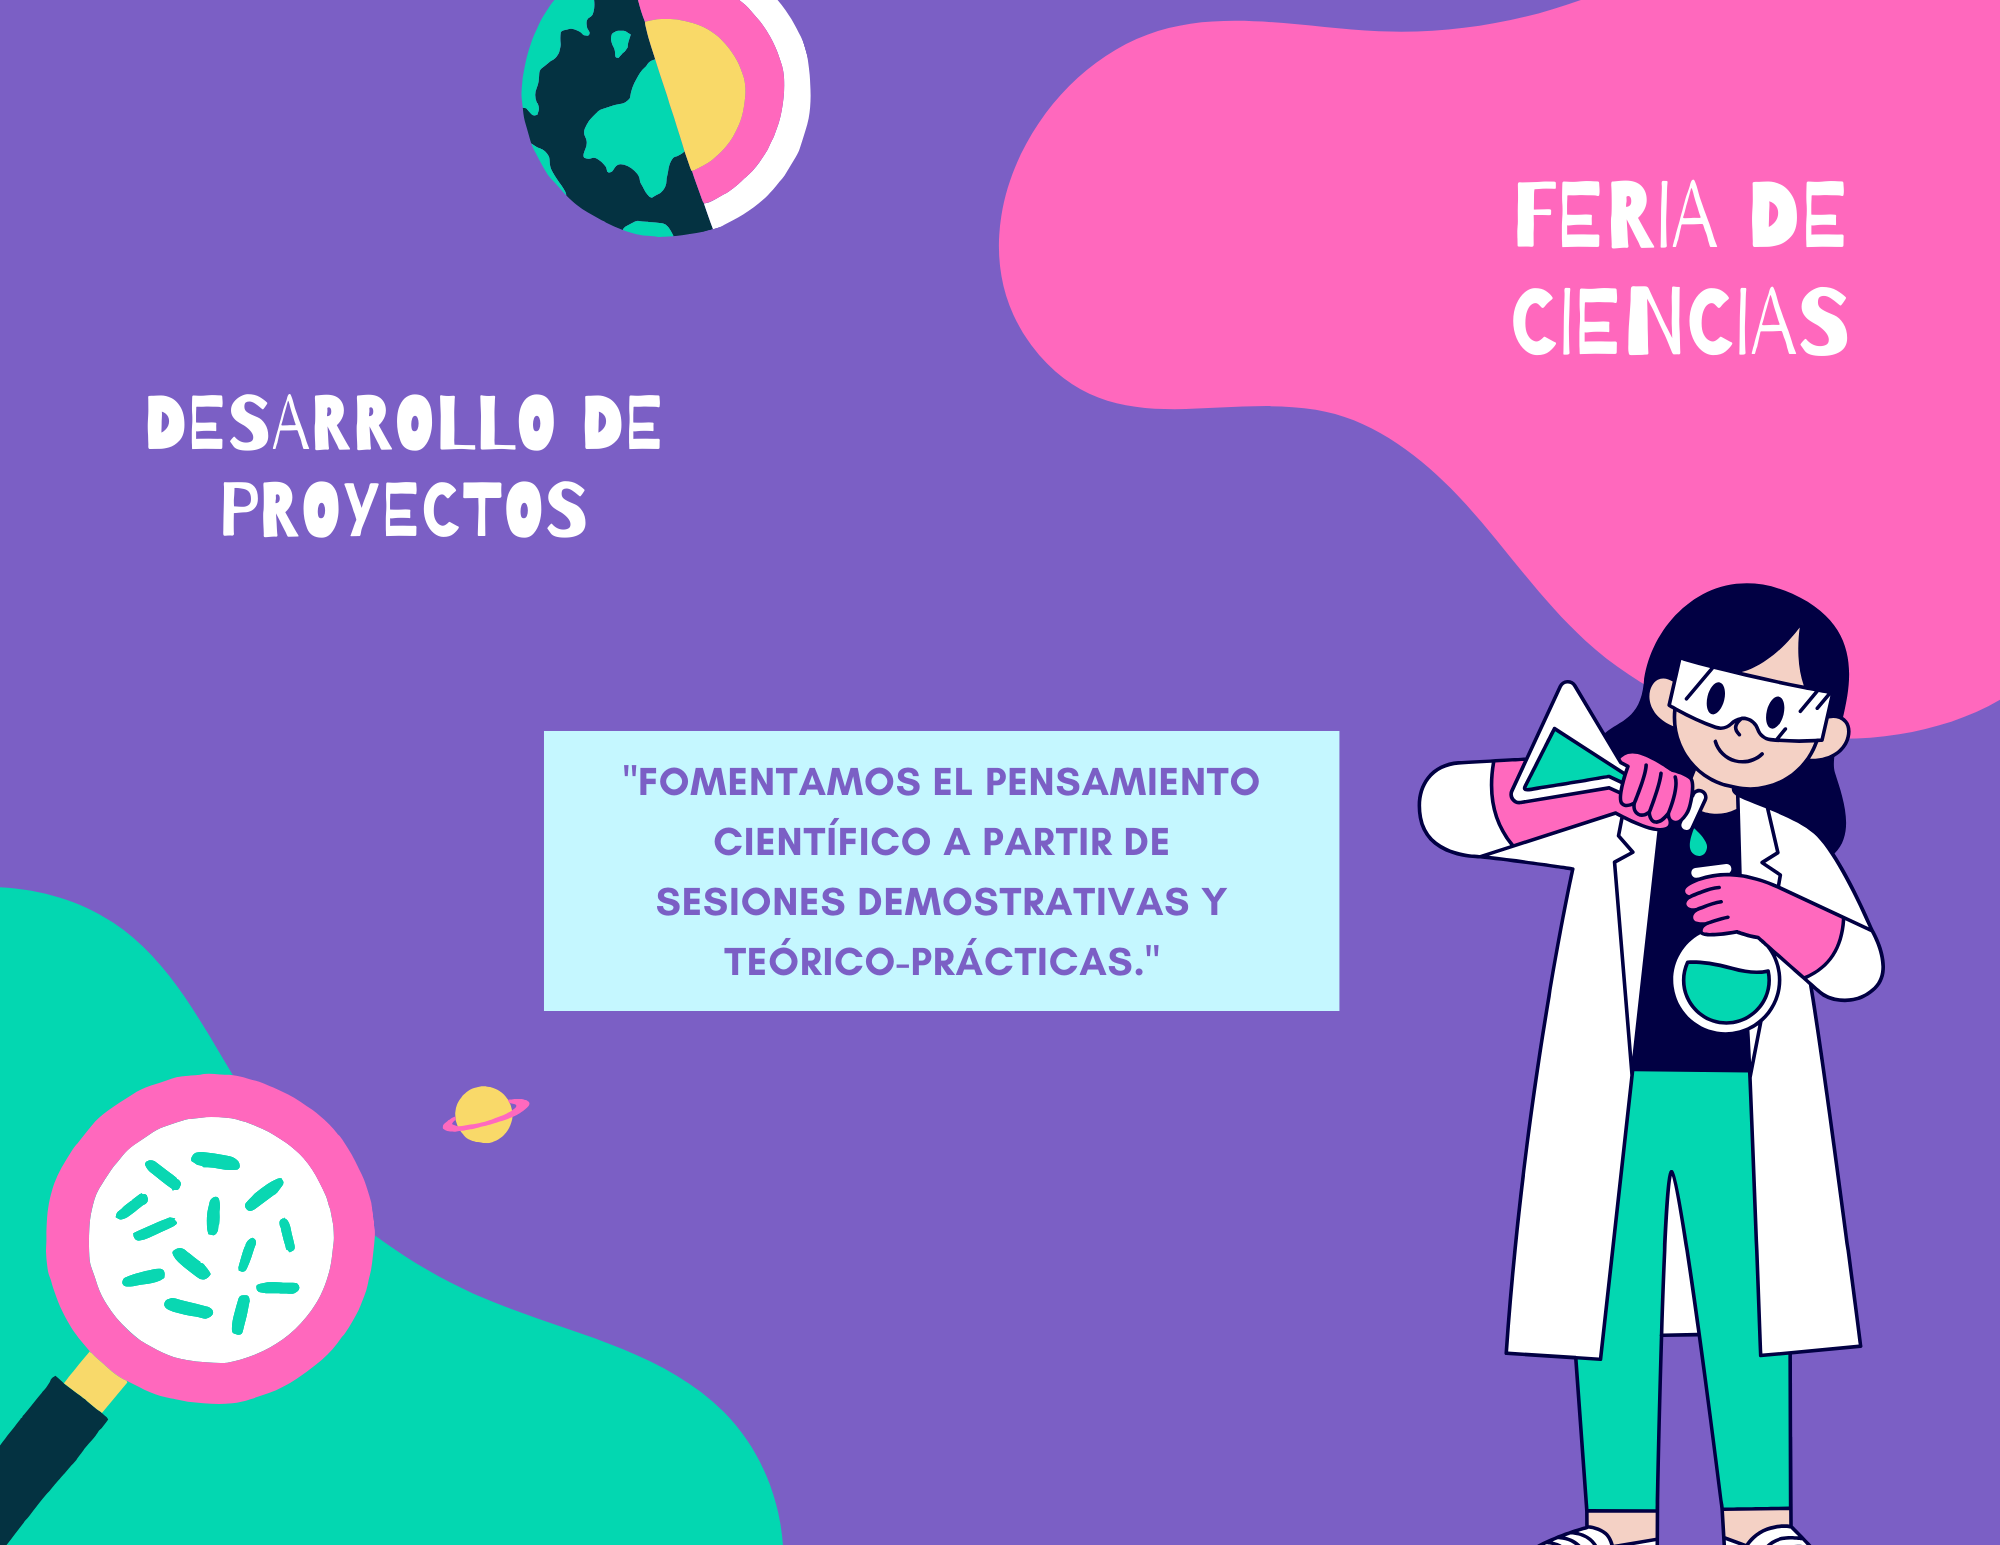 FERIA DE
CIENCIAS
DESARROLLO DE
PROYECTOS
"FOMENTAMOS EL PENSAMIENTO
CIENTÍFICO A PARTIR DE
SESIONES DEMOSTRATIVAS Y
TEÓRICO-PRÁCTICAS."